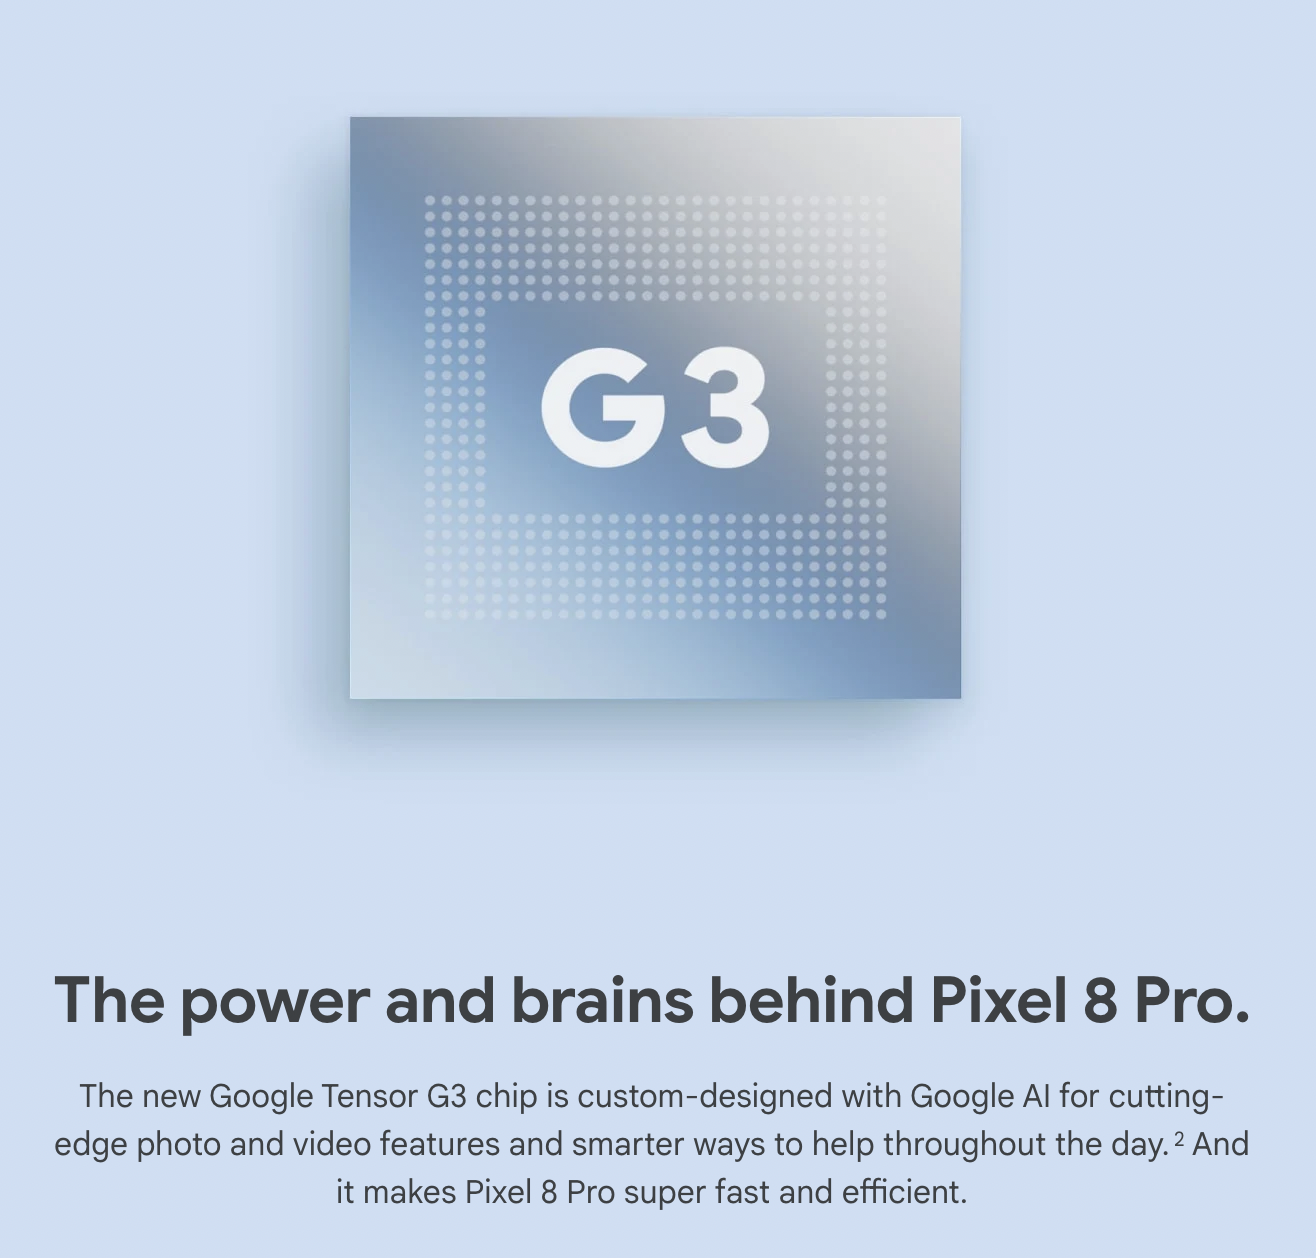 G3
The power and brains behind Pixel 8 Pro.
The new Google Tensor G3 chip is custom-designed with Google AI for cutting-
edge photo and video features and smarter ways to help throughout the day.² And
it makes Pixel 8 Pro super fast and efficient.